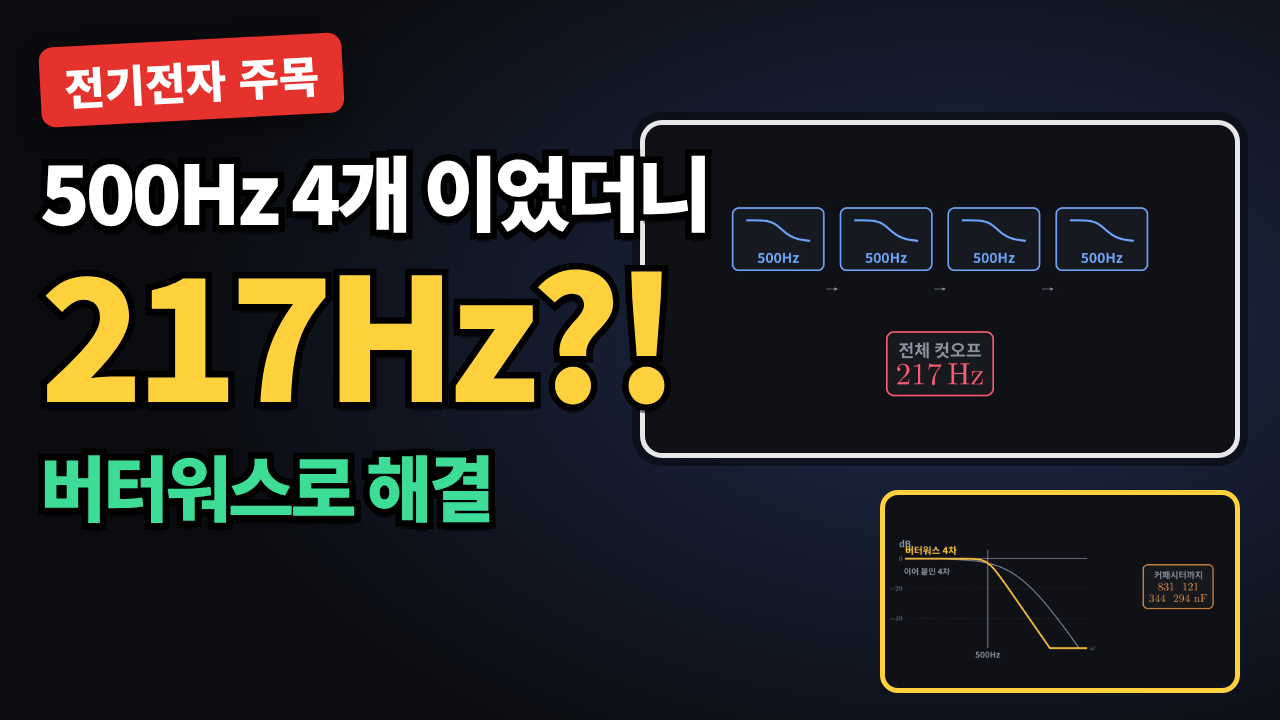 전기전자 주목
500Hz 4개 이었더니
217Hz?!
버터워스로 해결
500Hz 500Hz 500Hz 500Hz
→ → →
전체 컷오프
217 Hz
dB
버터워스 4차
0
이어 붙인 4차
-20
-40
500Hz
ω
커패시터까지
831 121
344 294 nF